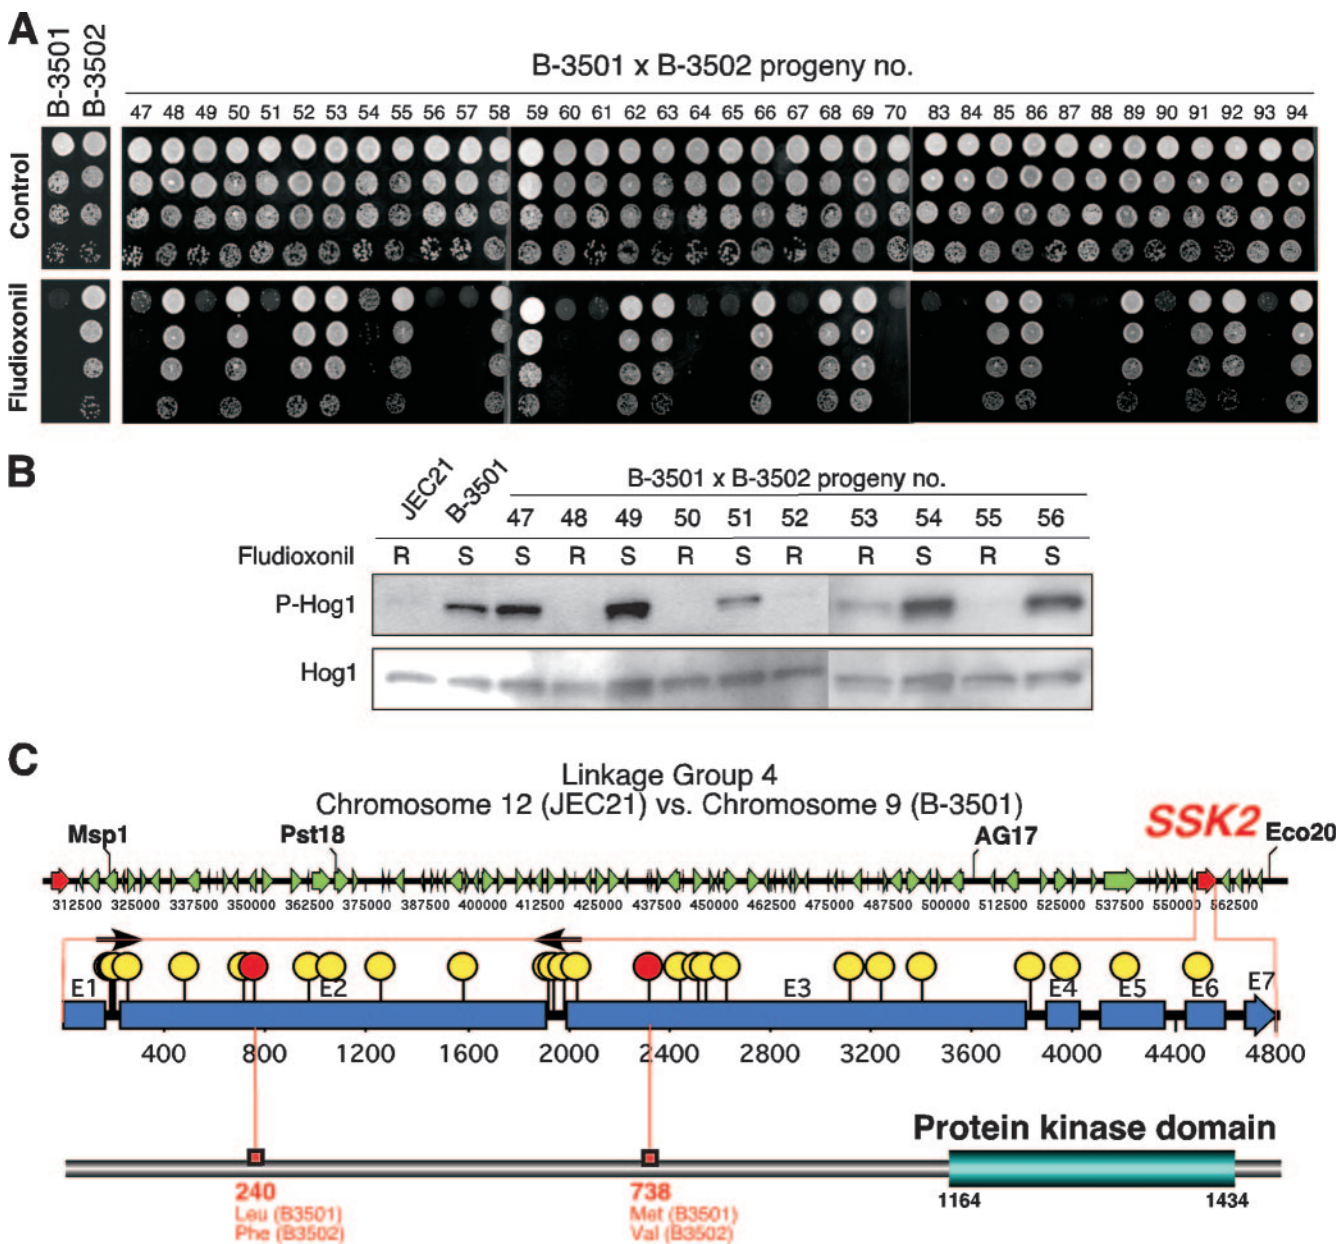 A
B-3501
B-3502
B-3501 x B-3502 progeny no.
47 48 49 50 51 52 53 54 55 56 57 58 59 60 61 62 63 64 65 66 67 68 69 70 83 84 85 86 87 88 89 90 91 92 93 94
Control
Fludioxonil
B
JEC21
B-3501
B-3501 x B-3502 progeny no.
47 48 49 50 51 52 53 54 55 56
Fludioxonil R S S R S R S R R S R S
P-Hog1
Hog1
C
Linkage Group 4
Chromosome 12 (JEC21) vs. Chromosome 9 (B-3501)
Msp1 Pst18 AG17 SSK2 Eco20
312500 325000 337500 350000 362500 375000 387500 400000 412500 425000 437500 450000 462500 475000 487500 500000 512500 525000 537500 550000 562500
E1 E2 E3 E4 E5 E6 E7
400 800 1200 1600 2000 2400 2800 3200 3600 4000 4400 4800
Protein kinase domain
240 738 1164 1434
Leu (B3501) Met (B3501)
Phe (B3502) Val (B3502)